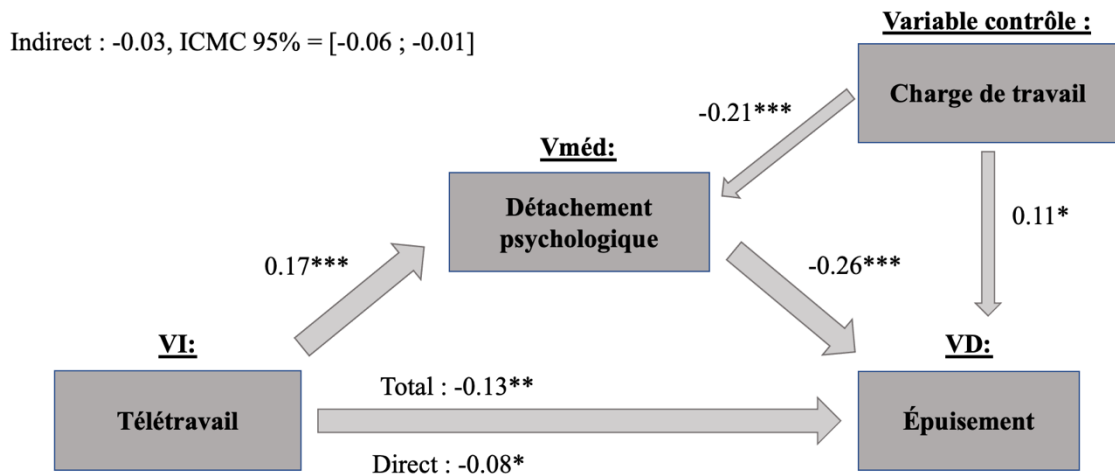 Variable contrôle :
Indirect : -0.03, ICMC 95% = [-0.06 ; -0.01]
Charge de travail
-0.21***
Vméd:
Détachement
psychologique
0.11*
0.17***
-0.26***
VI:
VD:
Total : -0.13**
Télétravail
Épuisement
Direct : -0.08*